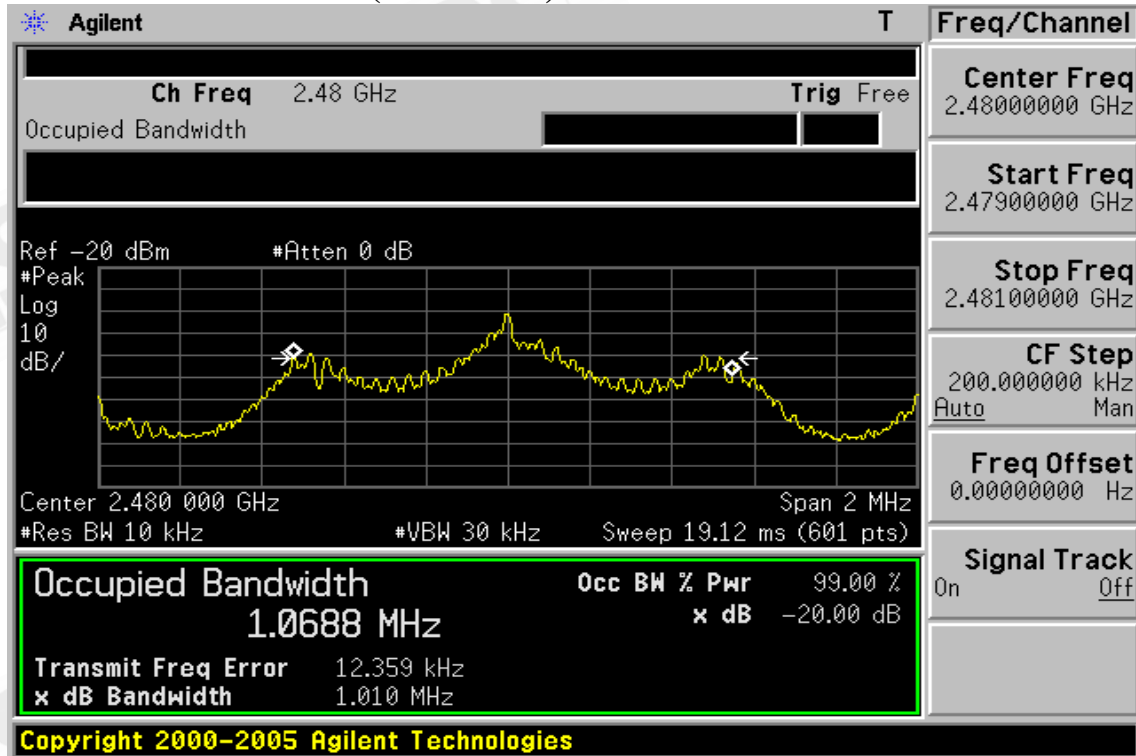 Agilent T Freq/Channel
Ch Freq 2.48 GHz Trig Free
Occupied Bandwidth
Center Freq
2.48000000 GHz
Start Freq
2.47900000 GHz
Stop Freq
2.48100000 GHz
CF Step
200.000000 kHz
Auto Man
Freq Offset
0.00000000 Hz
Signal Track
On Off
Ref -20 dBm #Atten 0 dB
#Peak
Log
10
dB/
Center 2.480 000 GHz Span 2 MHz
#Res BW 10 kHz #VBW 30 kHz Sweep 19.12 ms (601 pts)
Occupied Bandwidth
1.0688 MHz
Occ BW % Pwr 99.00 %
x dB -20.00 dB
Transmit Freq Error 12.359 kHz
x dB Bandwidth 1.010 MHz
Copyright 2000-2005 Agilent Technologies